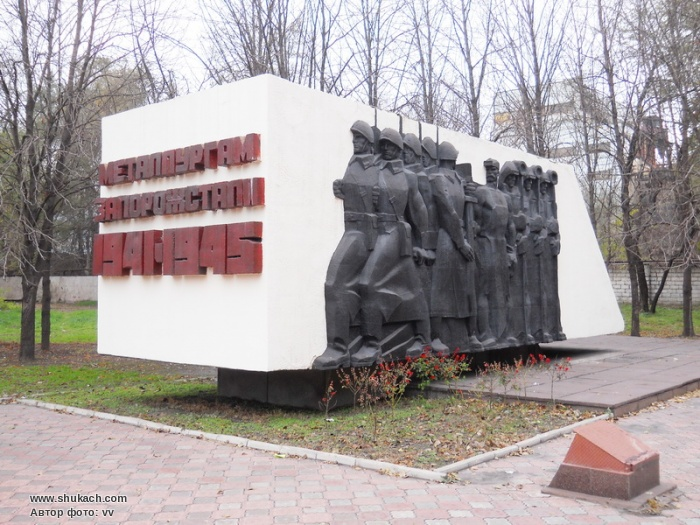 МЕТАЛЛУРГАМ
ЗАПОРОЖСТАЛИ
1941-1945
www.shukach.com
Автор фото: vv